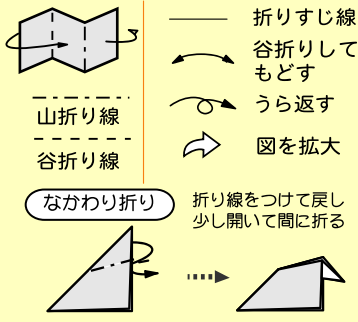 山折り線
谷折り線
折りすじ線
谷折りして
もどす
うら返す
図を拡大
なかわり折り
折り線をつけて戻し
少し開いて間に折る